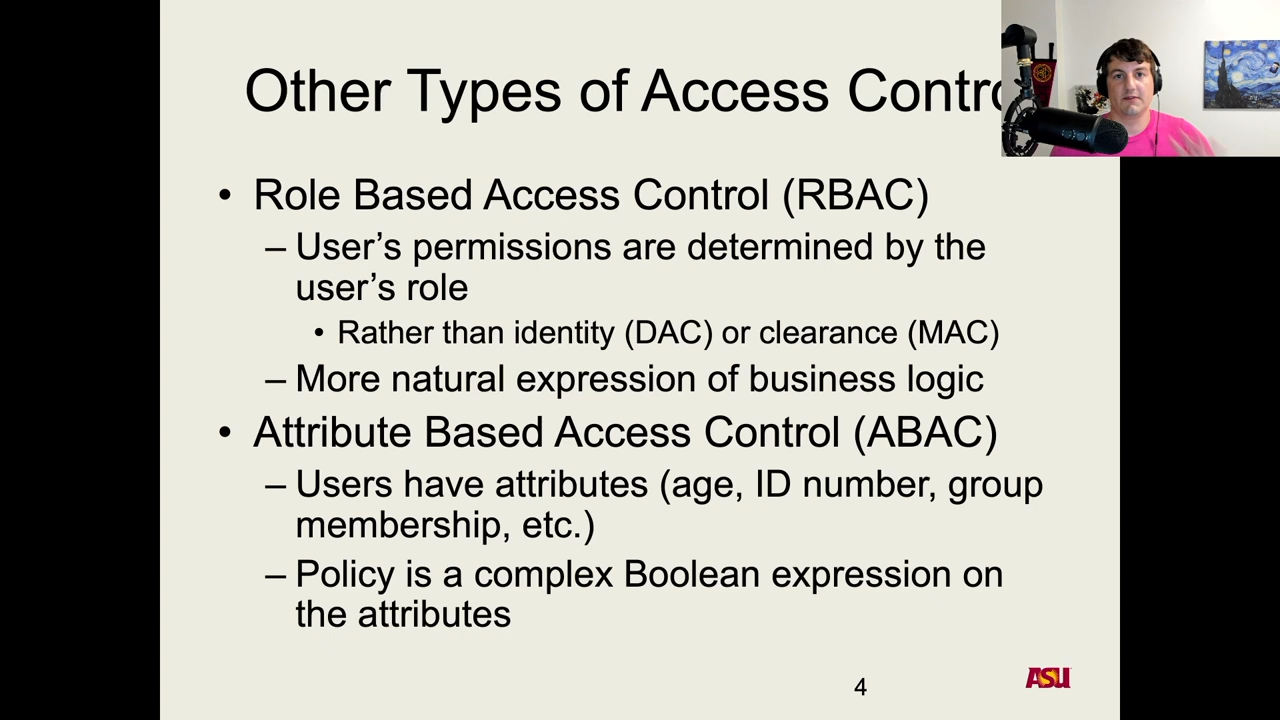 Other Types of Access Contro
• Role Based Access Control (RBAC)
– User’s permissions are determined by the
user’s role
• Rather than identity (DAC) or clearance (MAC)
– More natural expression of business logic
• Attribute Based Access Control (ABAC)
– Users have attributes (age, ID number, group
membership, etc.)
– Policy is a complex Boolean expression on
the attributes
4
ASU